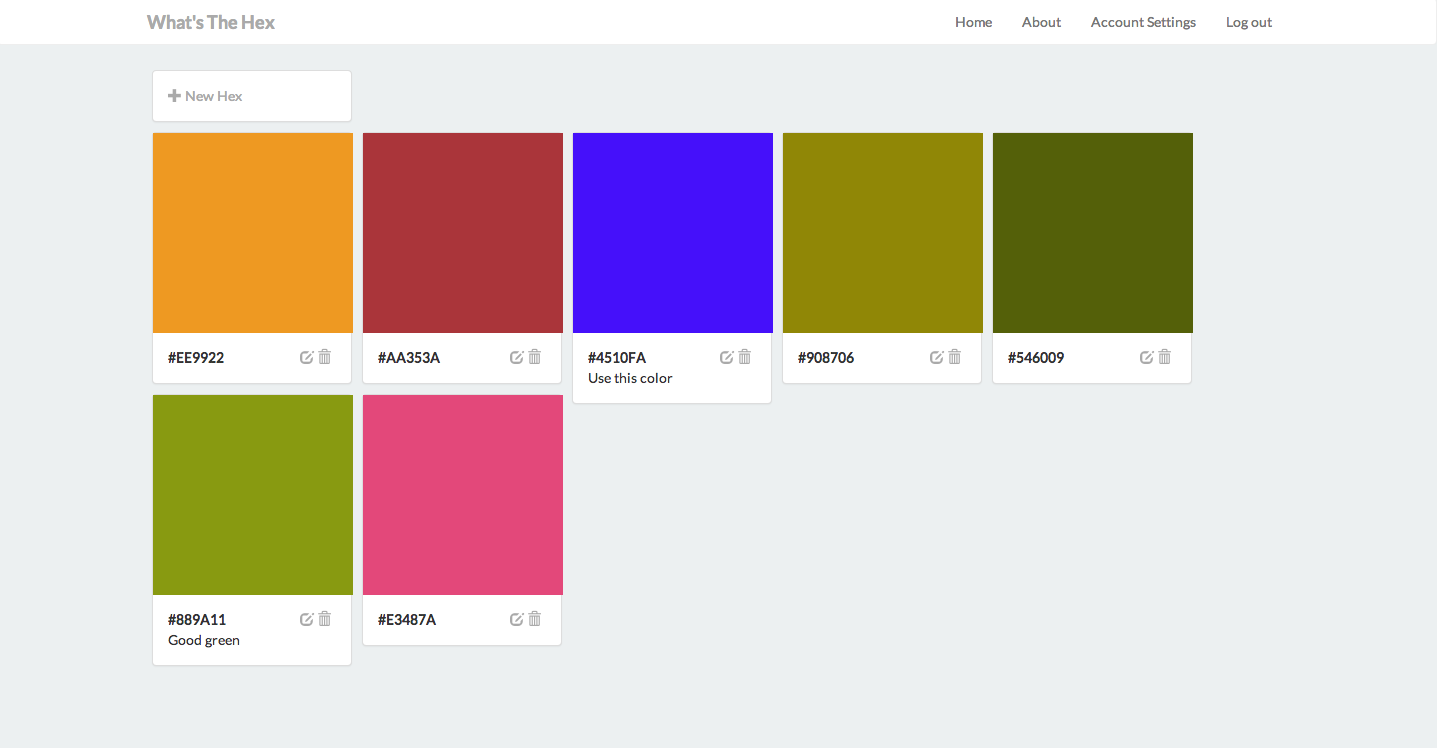 What's The Hex
Home About Account Settings Log out
New Hex
#EE9922
#AA353A
#4510FA
Use this color
#908706
#546009
#889A11
Good green
#E3487A